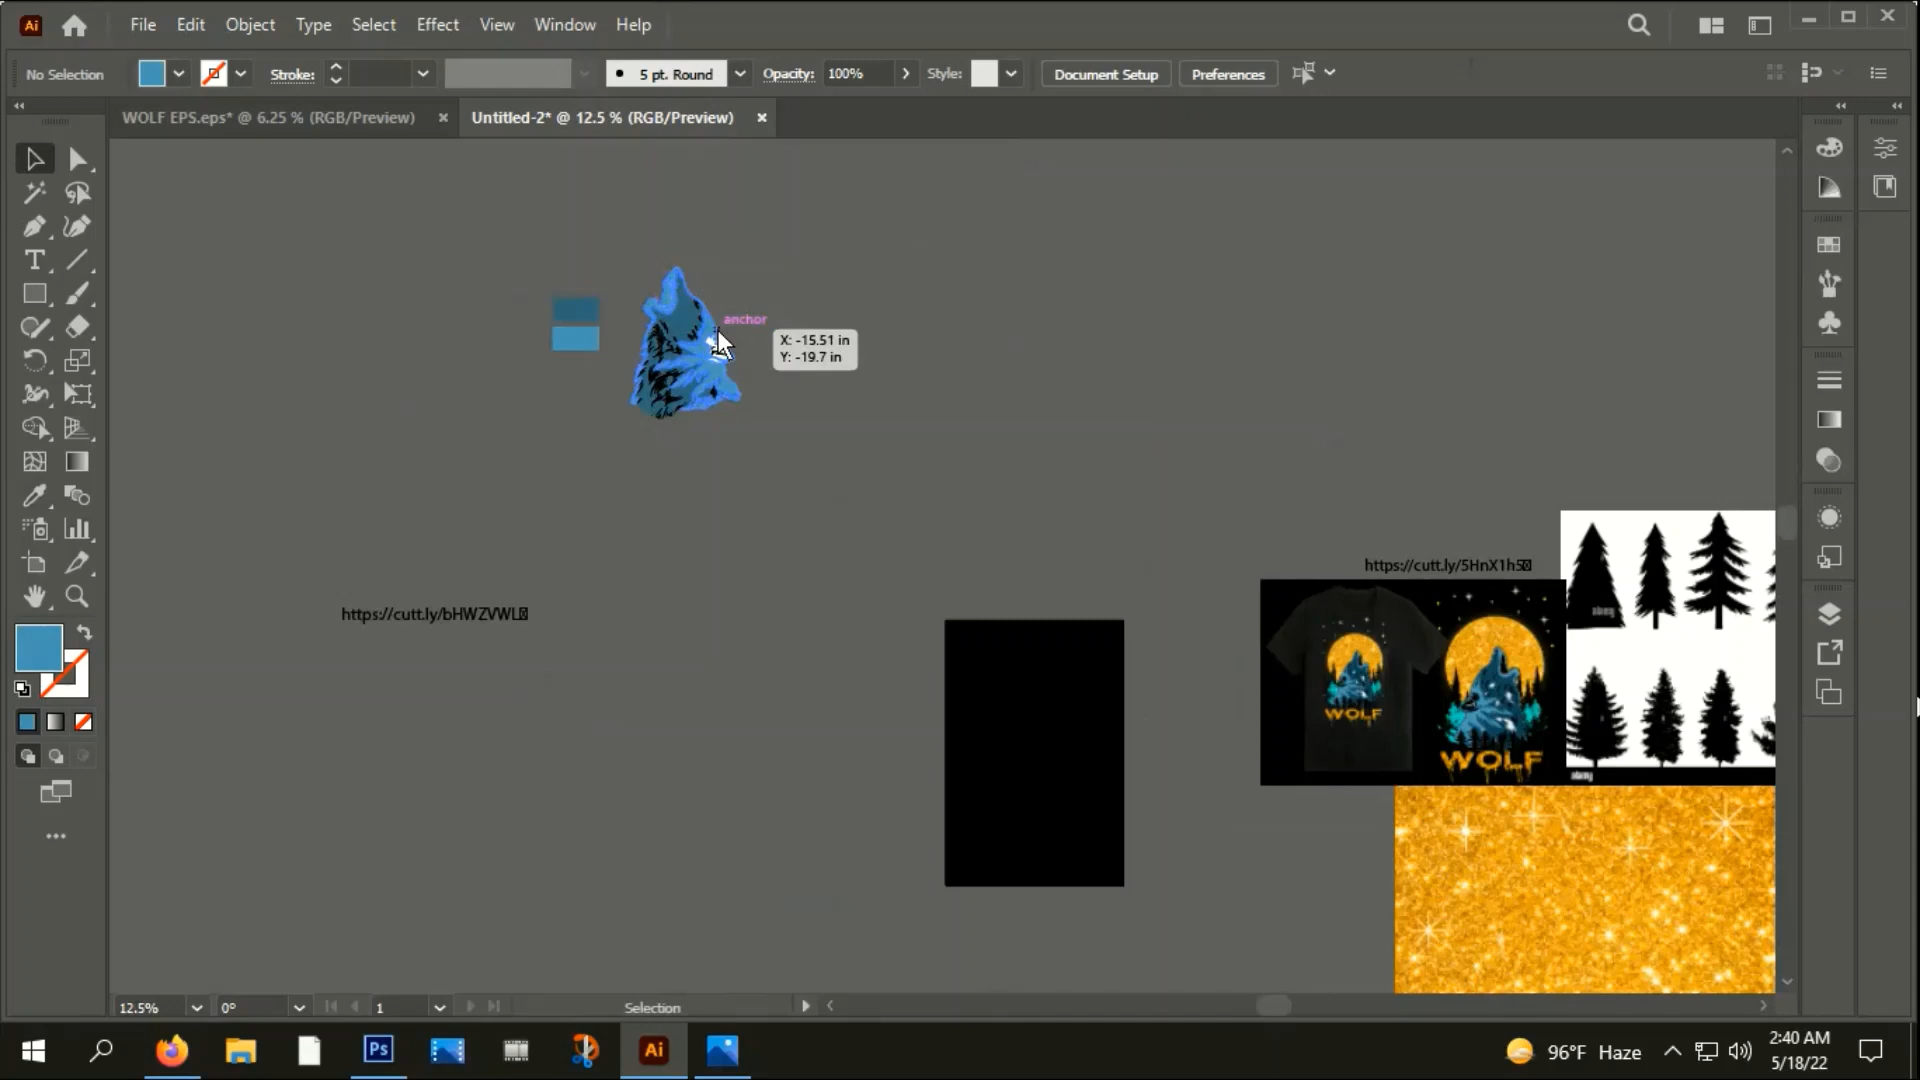 Ai File Edit Object Type Select Effect View Window Help
No Selection Stroke: 5 pt. Round Opacity: 100% Style: Document Setup Preferences
WOLF EPS.eps* @ 6.25 % (RGB/Preview) Untitled-2* @ 12.5 % (RGB/Preview)
anchor
X: -15.51 in
Y: -19.7 in
https://cutt.ly/5HnX1h5
https://cutt.ly/bHWZVWL
WOLF
WOLF
alamy
12.5% 0° 1 Selection
Ps Ai 96°F Haze 2:40 AM
5/18/22